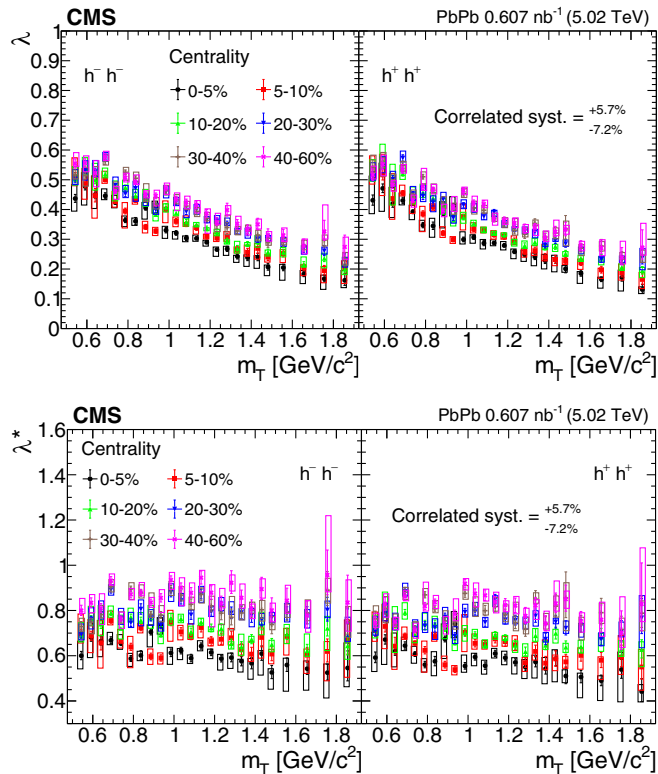 CMS
PbPb 0.607 nb⁻¹ (5.02 TeV)
λ
1
0.9
0.8
0.7
0.6
0.5
0.4
0.3
0.2
0.1
0
Centrality
h⁻ h⁻
0-5%
5-10%
10-20%
20-30%
30-40%
40-60%
h⁺ h⁺
Correlated syst. = +5.7% -7.2%
0.6 0.8 1 1.2 1.4 1.6 1.8
0.6 0.8 1 1.2 1.4 1.6 1.8
m_T [GeV/c²]
m_T [GeV/c²]
CMS
PbPb 0.607 nb⁻¹ (5.02 TeV)
λ*
1.6
1.4
1.2
1
0.8
0.6
0.4
Centrality
h⁻ h⁻
0-5%
5-10%
10-20%
20-30%
30-40%
40-60%
h⁺ h⁺
Correlated syst. = +5.7% -7.2%
0.6 0.8 1 1.2 1.4 1.6 1.8
0.6 0.8 1 1.2 1.4 1.6 1.8
m_T [GeV/c²]
m_T [GeV/c²]